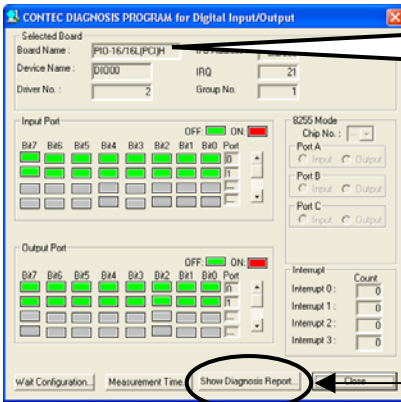 CONTEC DIAGNOSIS PROGRAM for Digital Input/Output
Selected Board
Board Name : PIO-16/16L(PCI)H
Device Name : DIO00 IRQ 21
Driver No. : 2 Group No. 1
Input Port
OFF: ON:
Bit7 Bit6 Bit5 Bit4 Bit3 Bit2 Bit1 Bit0 Port
0
1
---
---
8255 Mode
Chip No. : --
Port A
Input Output
Port B
Input Output
Port C
Input Output
Output Port
OFF: ON:
Bit7 Bit6 Bit5 Bit4 Bit3 Bit2 Bit1 Bit0 Port
0
1
---
---
Interrupt
Count
Interrupt 0 : 0
Interrupt 1 : 0
Interrupt 2 : 0
Interrupt 3 : 0
Wait Configuration... Measurement Time. Show Diagnosis Report... Close